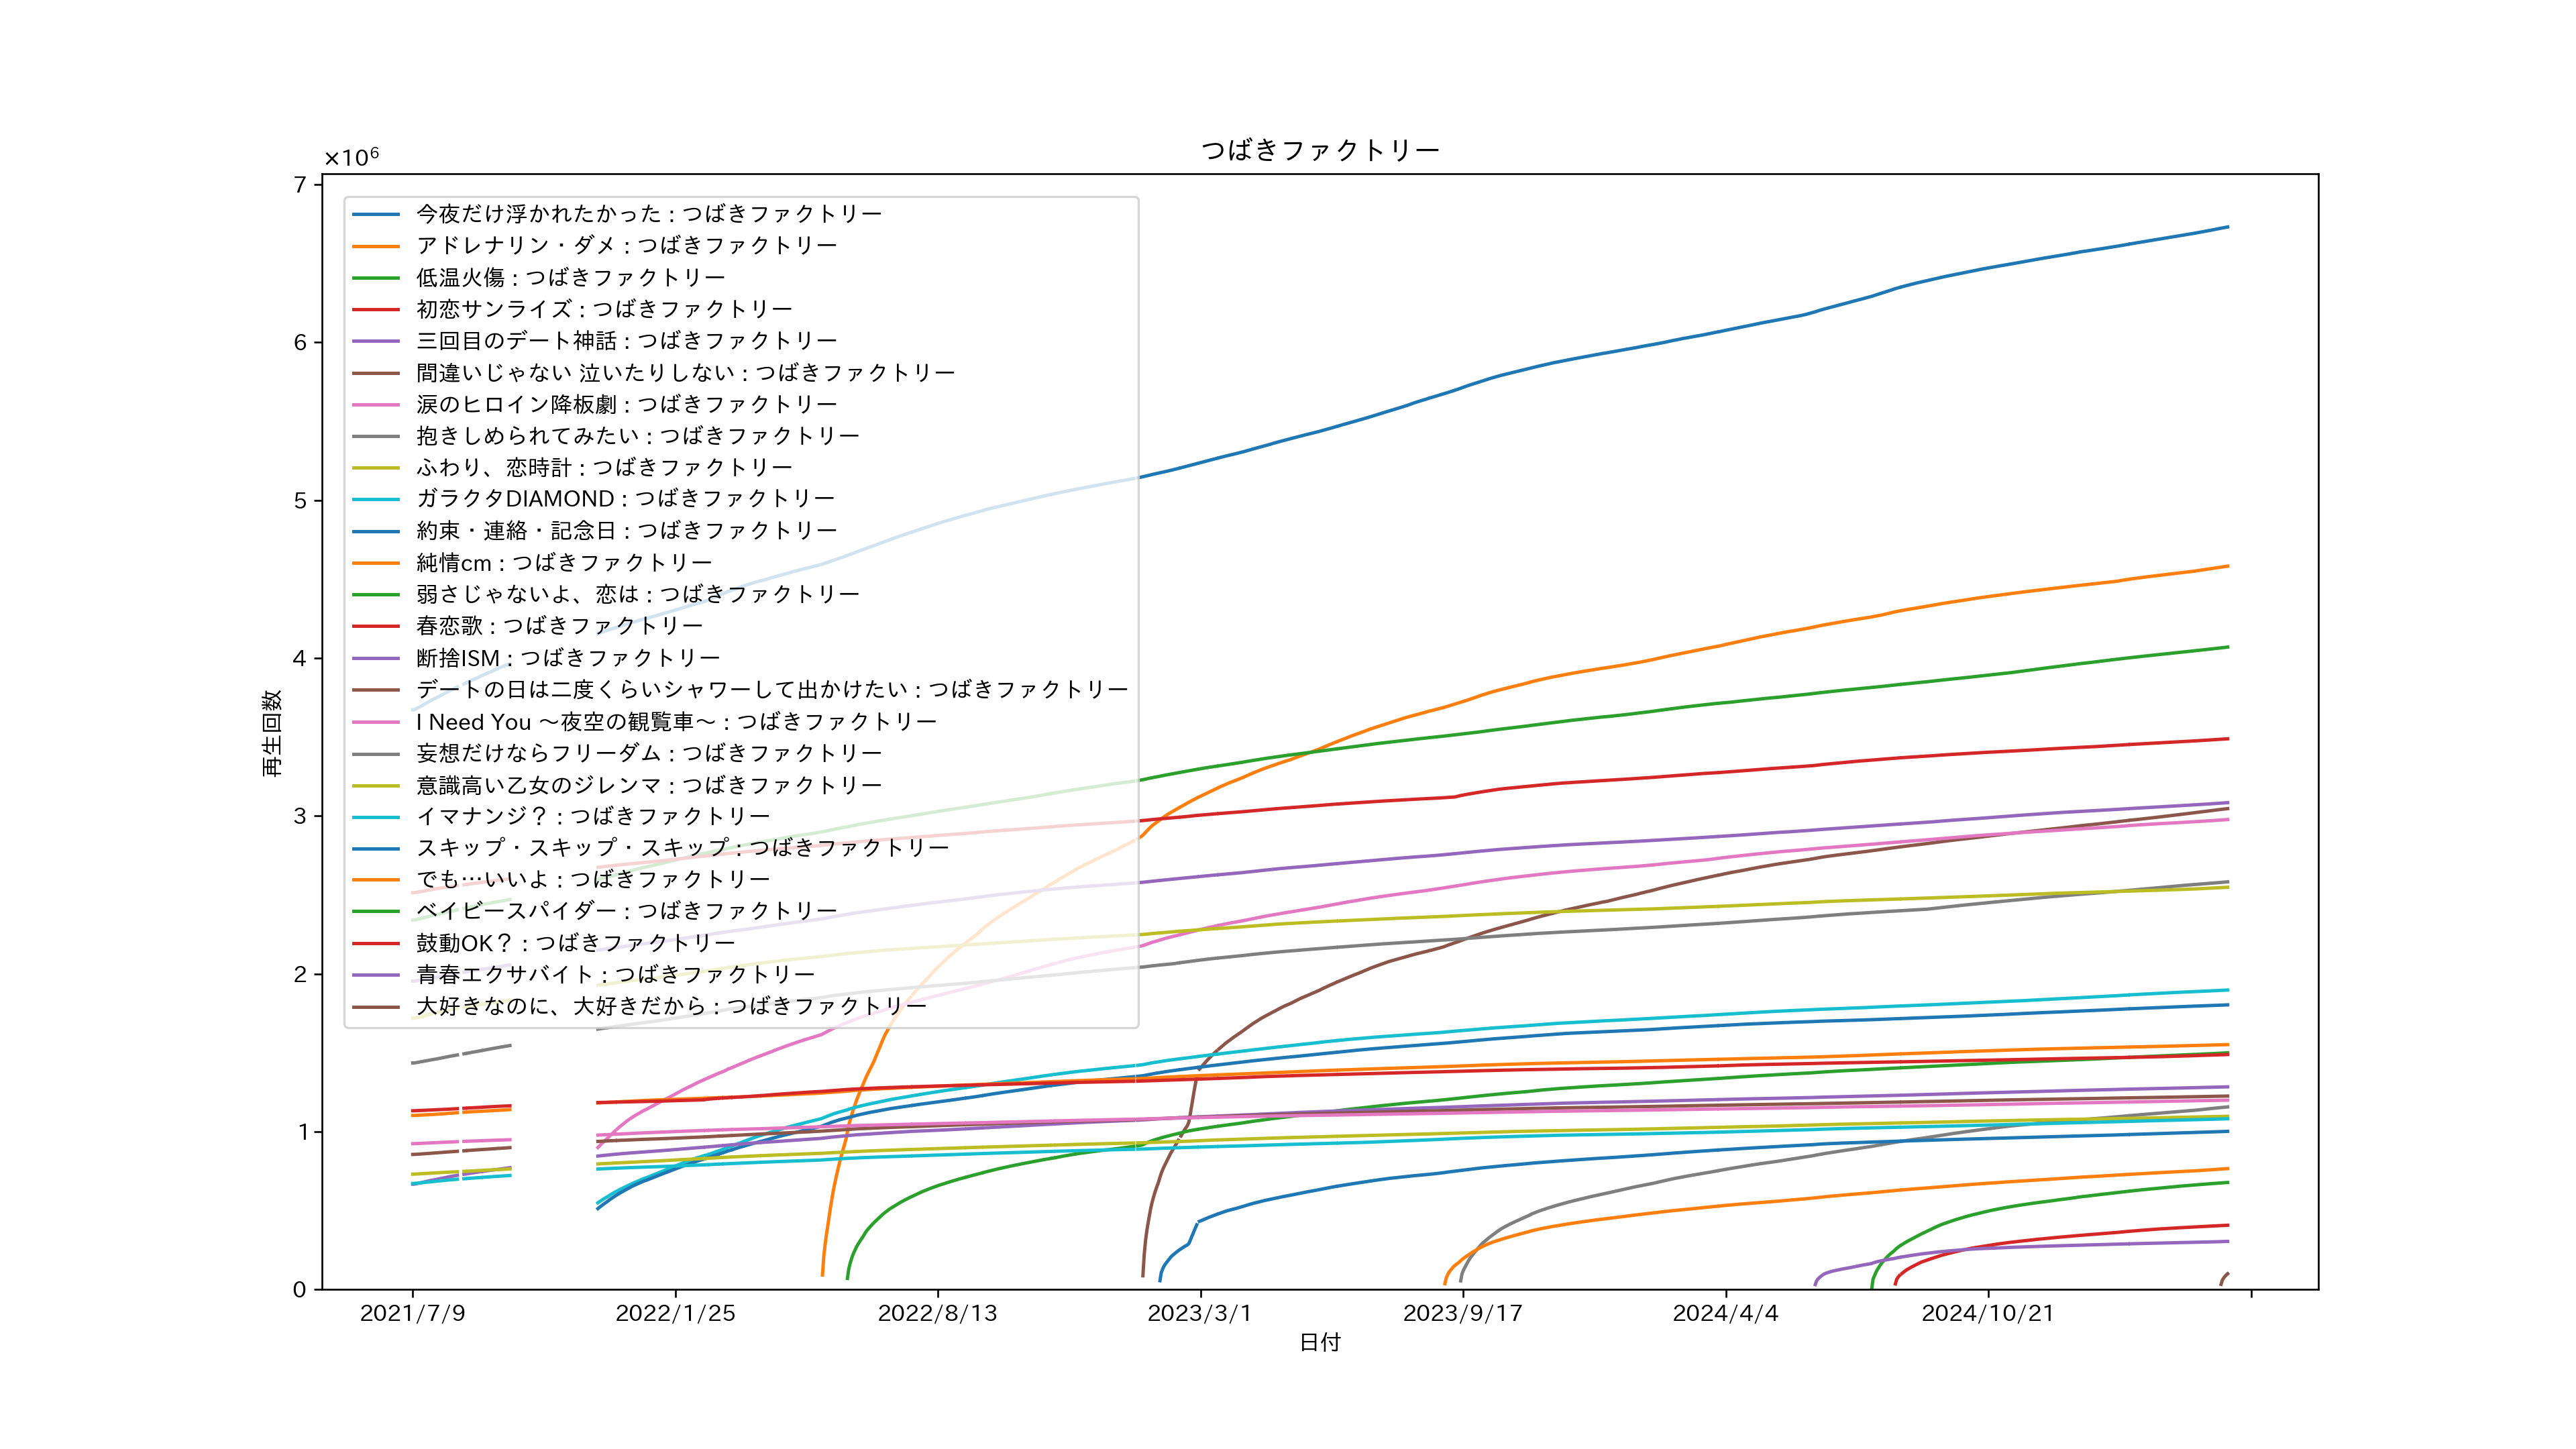 つばきファクトリー
×10⁶
7
6
5
4
3
2
1
0
再生回数
今夜だけ浮かれたかった : つばきファクトリー
アドレナリン・ダメ : つばきファクトリー
低温火傷 : つばきファクトリー
初恋サンライズ : つばきファクトリー
三回目のデート神話 : つばきファクトリー
間違いじゃない 泣いたりしない : つばきファクトリー
涙のヒロイン降板劇 : つばきファクトリー
抱きしめられてみたい : つばきファクトリー
ふわり、恋時計 : つばきファクトリー
ガラクタDIAMOND : つばきファクトリー
約束・連絡・記念日 : つばきファクトリー
純情cm : つばきファクトリー
弱さじゃないよ、恋は : つばきファクトリー
春恋歌 : つばきファクトリー
断捨ISM : つばきファクトリー
デートの日は二度くらいシャワーして出かけたい : つばきファクトリー
I Need You ～夜空の観覧車～ : つばきファクトリー
妄想だけならフリーダム : つばきファクトリー
意識高い乙女のジレンマ : つばきファクトリー
イマナンジ？ : つばきファクトリー
スキップ・スキップ・スキップ : つばきファクトリー
でも…いいよ : つばきファクトリー
ベイビースパイダー : つばきファクトリー
鼓動OK？ : つばきファクトリー
青春エクサバイト : つばきファクトリー
大好きなのに、大好きだから : つばきファクトリー
2021/7/9 2022/1/25 2022/8/13 2023/3/1 2023/9/17 2024/4/4 2024/10/21
日付